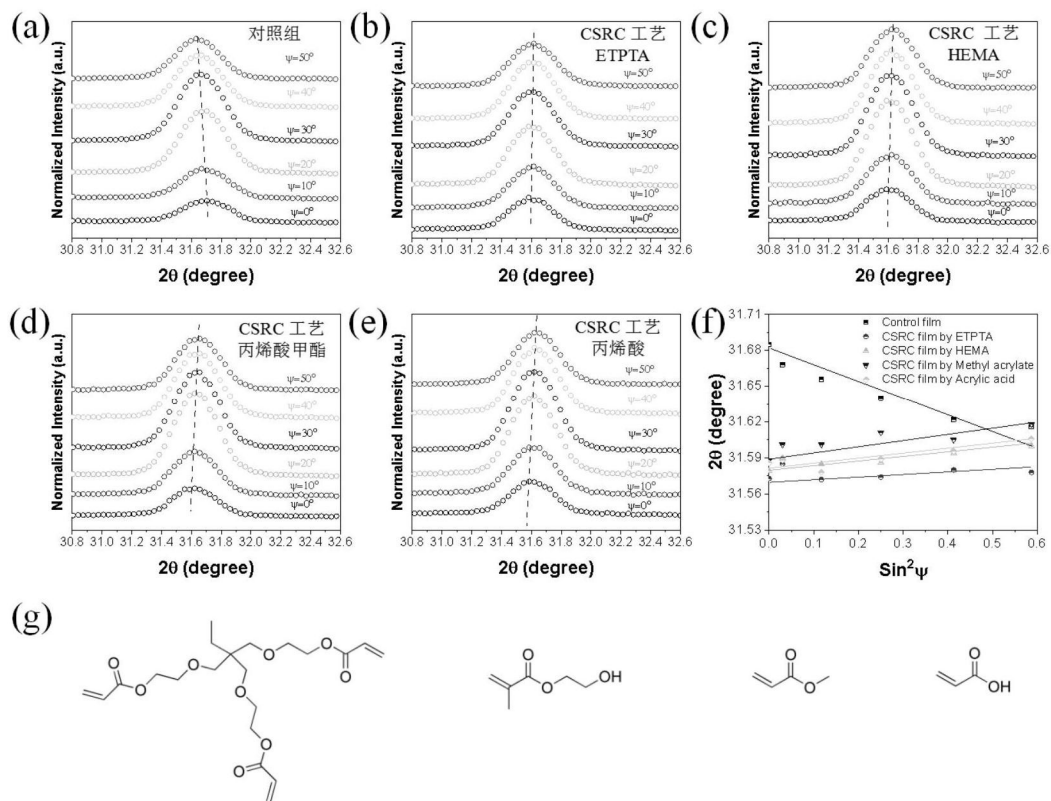 (a)
对照组
ψ=50°
ψ=40°
ψ=30°
ψ=20°
ψ=10°
ψ=0°
Normalized Intensity (a.u.)
30.8 31.0 31.2 31.4 31.6 31.8 32.0 32.2 32.4 32.6
2θ (degree)
(b)
CSRC 工艺
ETPTA
ψ=50°
ψ=40°
ψ=30°
ψ=20°
ψ=10°
ψ=0°
Normalized Intensity (a.u.)
30.8 31.0 31.2 31.4 31.6 31.8 32.0 32.2 32.4 32.6
2θ (degree)
(c)
CSRC 工艺
HEMA
ψ=50°
ψ=40°
ψ=30°
ψ=20°
ψ=10°
ψ=0°
Normalized Intensity (a.u.)
30.8 31.0 31.2 31.4 31.6 31.8 32.0 32.2 32.4 32.6
2θ (degree)
(d)
CSRC 工艺
丙烯酸甲酯
ψ=50°
ψ=40°
ψ=30°
ψ=20°
ψ=10°
ψ=0°
Normalized Intensity (a.u.)
30.8 31.0 31.2 31.4 31.6 31.8 32.0 32.2 32.4 32.6
2θ (degree)
(e)
CSRC 工艺
丙烯酸
ψ=50°
ψ=40°
ψ=30°
ψ=20°
ψ=10°
ψ=0°
Normalized Intensity (a.u.)
30.8 31.0 31.2 31.4 31.6 31.8 32.0 32.2 32.4 32.6
2θ (degree)
(f)
Control film
CSRC film by ETPTA
CSRC film by HEMA
CSRC film by Methyl acrylate
CSRC film by Acrylic acid
31.71
31.68
31.65
31.62
31.59
31.56
31.53
2θ (degree)
0.0 0.1 0.2 0.3 0.4 0.5 0.6
Sin²ψ
(g)
O
O
O
O
O
O
O
O
O
O
O
OH
O
O
O
OH